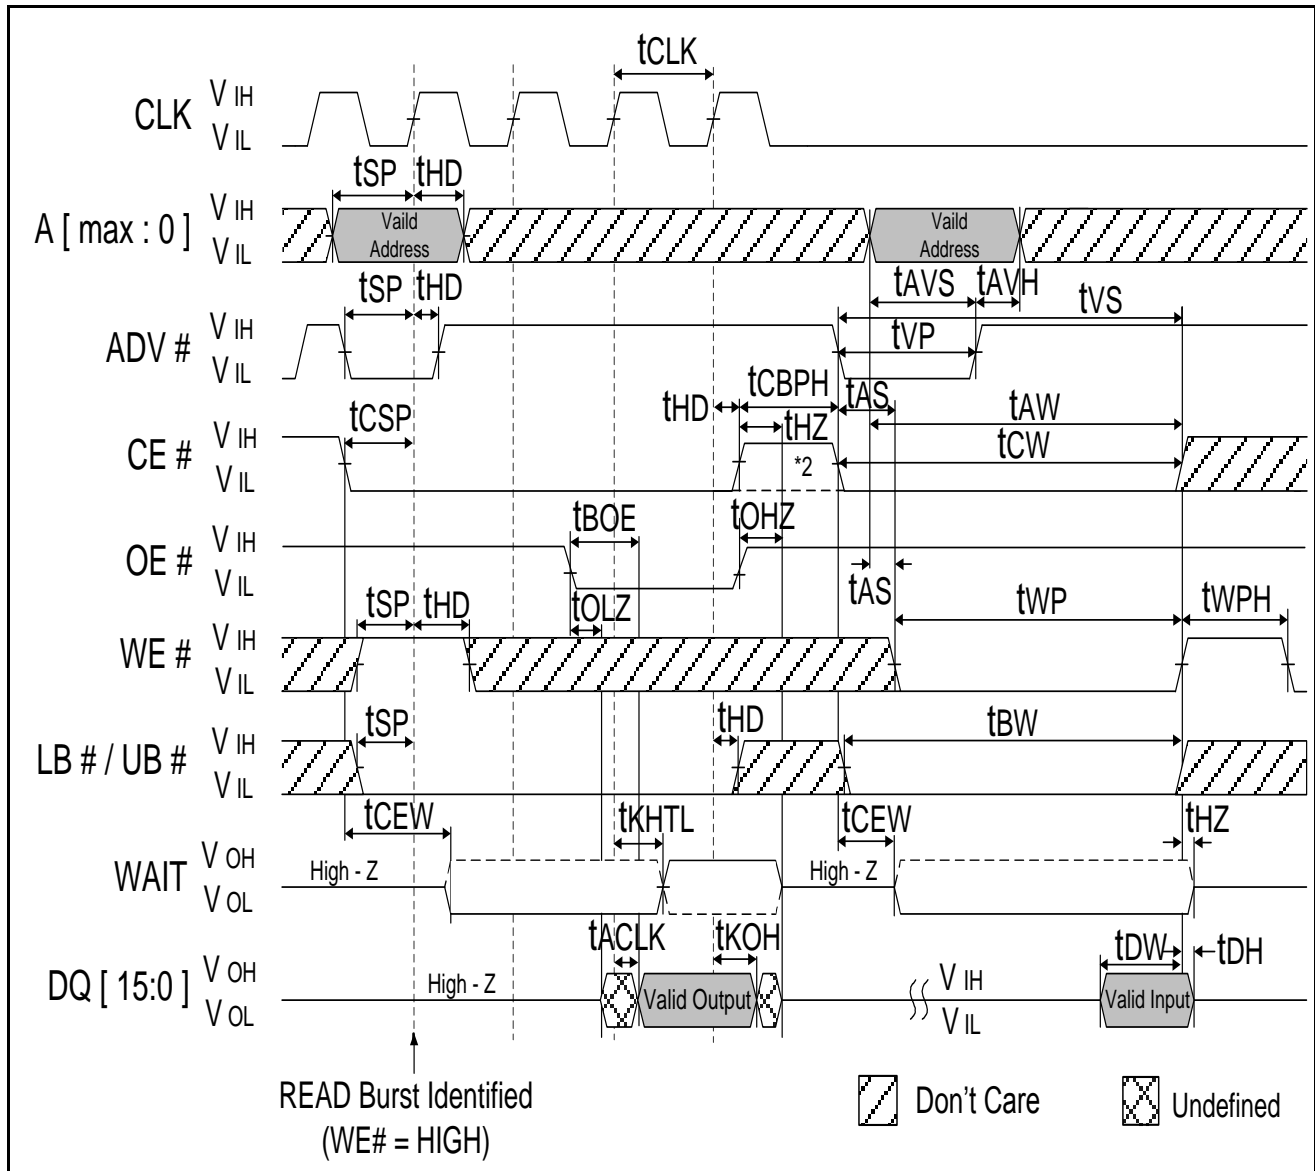 tCLK
CLK V IH
V IL
tSP tHD
A [ max : 0 ] V IH
V IL
Vaild
Address
Vaild
Address
tSP tHD
tAVS tAVH
tVS
ADV # V IH
V IL
tVP
tCSP
tHD tCBPH tAS
tAW
CE # V IH
V IL
tHZ
*2
tCW
tBOE tOHZ
OE # V IH
V IL
tAS
tSP tHD tOLZ
tWP tWPH
WE # V IH
V IL
tSP tHD tBW
LB # / UB # V IH
V IL
tCEW tKHTL tCEW tHZ
WAIT V OH
V OL
High - Z High - Z
tACLK tKOH tDW tDH
DQ [ 15:0 ] V OH
V OL
High - Z Valid Output V IH
V IL
Valid Input
READ Burst Identified
(WE# = HIGH)
Don't Care Undefined